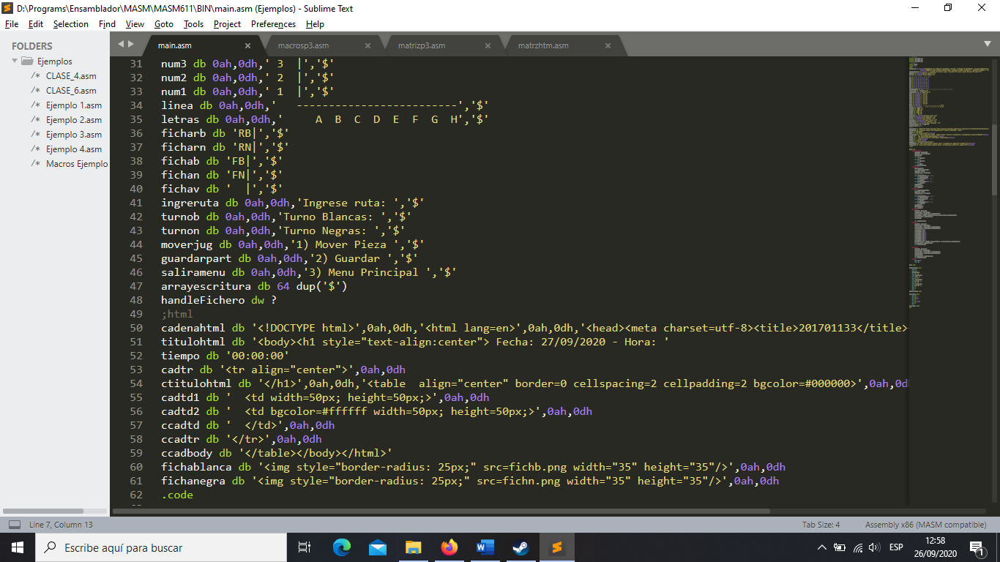 D:\Programs\Ensamblador\MASM\MASM611\BIN\main.asm (Ejemplos) - Sublime Text
File Edit Selection Find View Goto Tools Project Preferences Help
FOLDERS
Ejemplos
/* CLASE_4.asm
/* CLASE_6.asm
/* Ejemplo 1.asm
/* Ejemplo 2.asm
/* Ejemplo 3.asm
/* Ejemplo 4.asm
/* Macros Ejemplo
main.asm × macrosp3.asm × matrizp3.asm × matrzhtm.asm ×
31 num3 db 0ah,0dh,' 3  |','$'
32 num2 db 0ah,0dh,' 2  |','$'
33 num1 db 0ah,0dh,' 1  |','$'
34 linea db 0ah,0dh,'   -------------------------','$'
35 letras db 0ah,0dh,'     A  B  C  D  E  F  G  H','$'
36 ficharb db 'RB|','$'
37 ficharn db 'RN|','$'
38 fichab db 'FB|','$'
39 fichan db 'FN|','$'
40 fichav db '  |','$'
41 ingreruta db 0ah,0dh,'Ingrese ruta: ','$'
42 turnob db 0ah,0dh,'Turno Blancas: ','$'
43 turnon db 0ah,0dh,'Turno Negras: ','$'
44 moverjug db 0ah,0dh,'1) Mover Pieza ','$'
45 guardarpart db 0ah,0dh,'2) Guardar ','$'
46 saliramenu db 0ah,0dh,'3) Menu Principal ','$'
47 arrayescritura db 64 dup('$')
48 handleFichero dw ?
49 ;html
50 cadenahtml db '<!DOCTYPE html>',0ah,0dh,'<html lang=en>',0ah,0dh,'<head><meta charset=utf-8><title>201701133</title>
51 titulohtml db '<body><h1 style="text-align:center"> Fecha: 27/09/2020 - Hora: '
52 tiempo db '00:00:00'
53 cadtr db '<tr align="center">',0ah,0dh
54 ctitulohtml db '</h1>',0ah,0dh,'<table  align="center" border=0 cellspacing=2 cellpadding=2 bgcolor=#000000>',0ah,0d
55 cadtd1 db '  <td width=50px; height=50px;>',0ah,0dh
56 cadtd2 db '  <td bgcolor=#ffffff width=50px; height=50px;>',0ah,0dh
57 ccadtd db '  </td>',0ah,0dh
58 ccadtr db '</tr>',0ah,0dh
59 ccadbody db '</table></body></html>'
60 fichablanca db '<img style="border-radius: 25px;" src=fichb.png width="35" height="35"/>',0ah,0dh
61 fichanegra db '<img style="border-radius: 25px;" src=fichn.png width="35" height="35"/>',0ah,0dh
62 .code
Line 7, Column 13 Tab Size: 4 Assembly x86 (MASM compatible)
Escribe aquí para buscar
ESP
12:58
26/09/2020
1